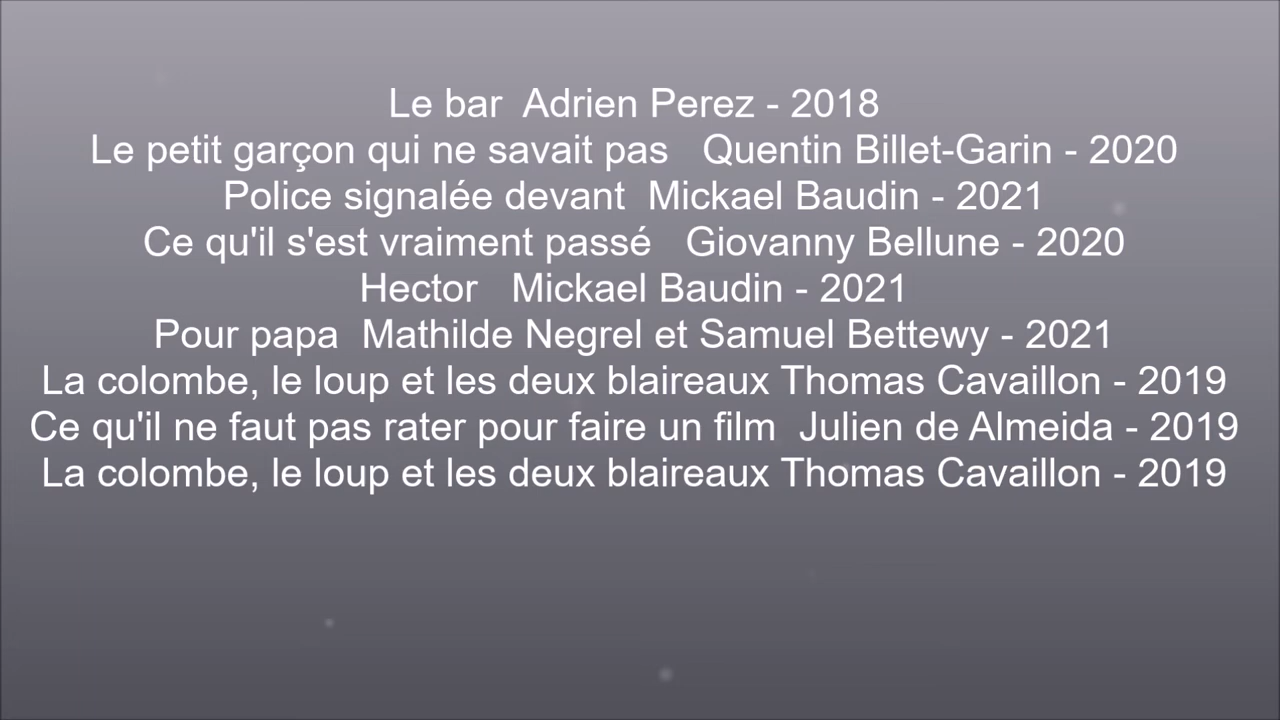 Le bar  Adrien Perez - 2018
Le petit garçon qui ne savait pas   Quentin Billet-Garin - 2020
Police signalée devant  Mickael Baudin - 2021
Ce qu'il s'est vraiment passé   Giovanny Bellune - 2020
Hector   Mickael Baudin - 2021
Pour papa  Mathilde Negrel et Samuel Bettewy - 2021
La colombe, le loup et les deux blaireaux Thomas Cavaillon - 2019
Ce qu'il ne faut pas rater pour faire un film  Julien de Almeida - 2019
La colombe, le loup et les deux blaireaux Thomas Cavaillon - 2019